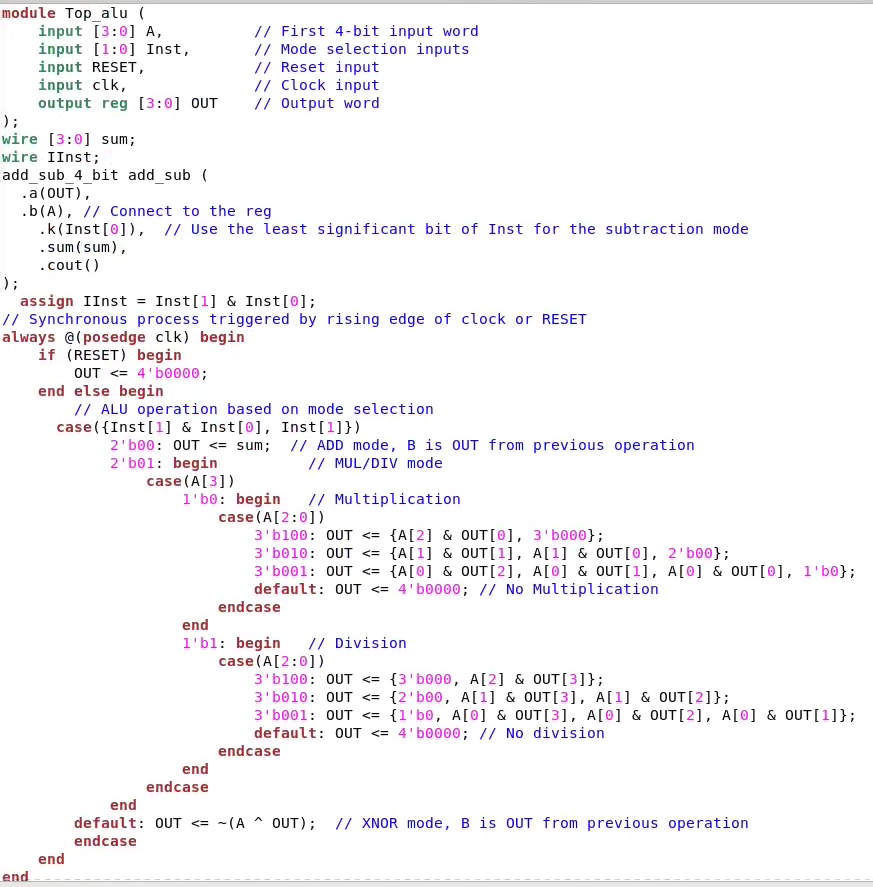 module Top_alu (
    input [3:0] A,          // First 4-bit input word
    input [1:0] Inst,       // Mode selection inputs
    input RESET,            // Reset input
    input clk,              // Clock input
    output reg [3:0] OUT    // Output word
);
wire [3:0] sum;
wire IInst;
add_sub_4_bit add_sub (
  .a(OUT),
  .b(A), // Connect to the reg
    .k(Inst[0]),  // Use the least significant bit of Inst for the subtraction mode
    .sum(sum),
    .cout()
);
  assign IInst = Inst[1] & Inst[0];
// Synchronous process triggered by rising edge of clock or RESET
always @(posedge clk) begin
    if (RESET) begin
        OUT <= 4'b0000;
    end else begin
        // ALU operation based on mode selection
      case({Inst[1] & Inst[0], Inst[1]})
            2'b00: OUT <= sum;  // ADD mode, B is OUT from previous operation
            2'b01: begin          // MUL/DIV mode
                case(A[3])
                    1'b0: begin   // Multiplication
                        case(A[2:0])
                            3'b100: OUT <= {A[2] & OUT[0], 3'b000};
                            3'b010: OUT <= {A[1] & OUT[1], A[1] & OUT[0], 2'b00};
                            3'b001: OUT <= {A[0] & OUT[2], A[0] & OUT[1], A[0] & OUT[0], 1'b0};
                            default: OUT <= 4'b0000; // No Multiplication
                        endcase
                    end
                    1'b1: begin   // Division
                        case(A[2:0])
                            3'b100: OUT <= {3'b000, A[2] & OUT[3]};
                            3'b010: OUT <= {2'b00, A[1] & OUT[3], A[1] & OUT[2]};
                            3'b001: OUT <= {1'b0, A[0] & OUT[3], A[0] & OUT[2], A[0] & OUT[1]};
                            default: OUT <= 4'b0000; // No division
                        endcase
                    end
                endcase
            end
        default: OUT <= ~(A ^ OUT);  // XNOR mode, B is OUT from previous operation
        endcase
    end
end